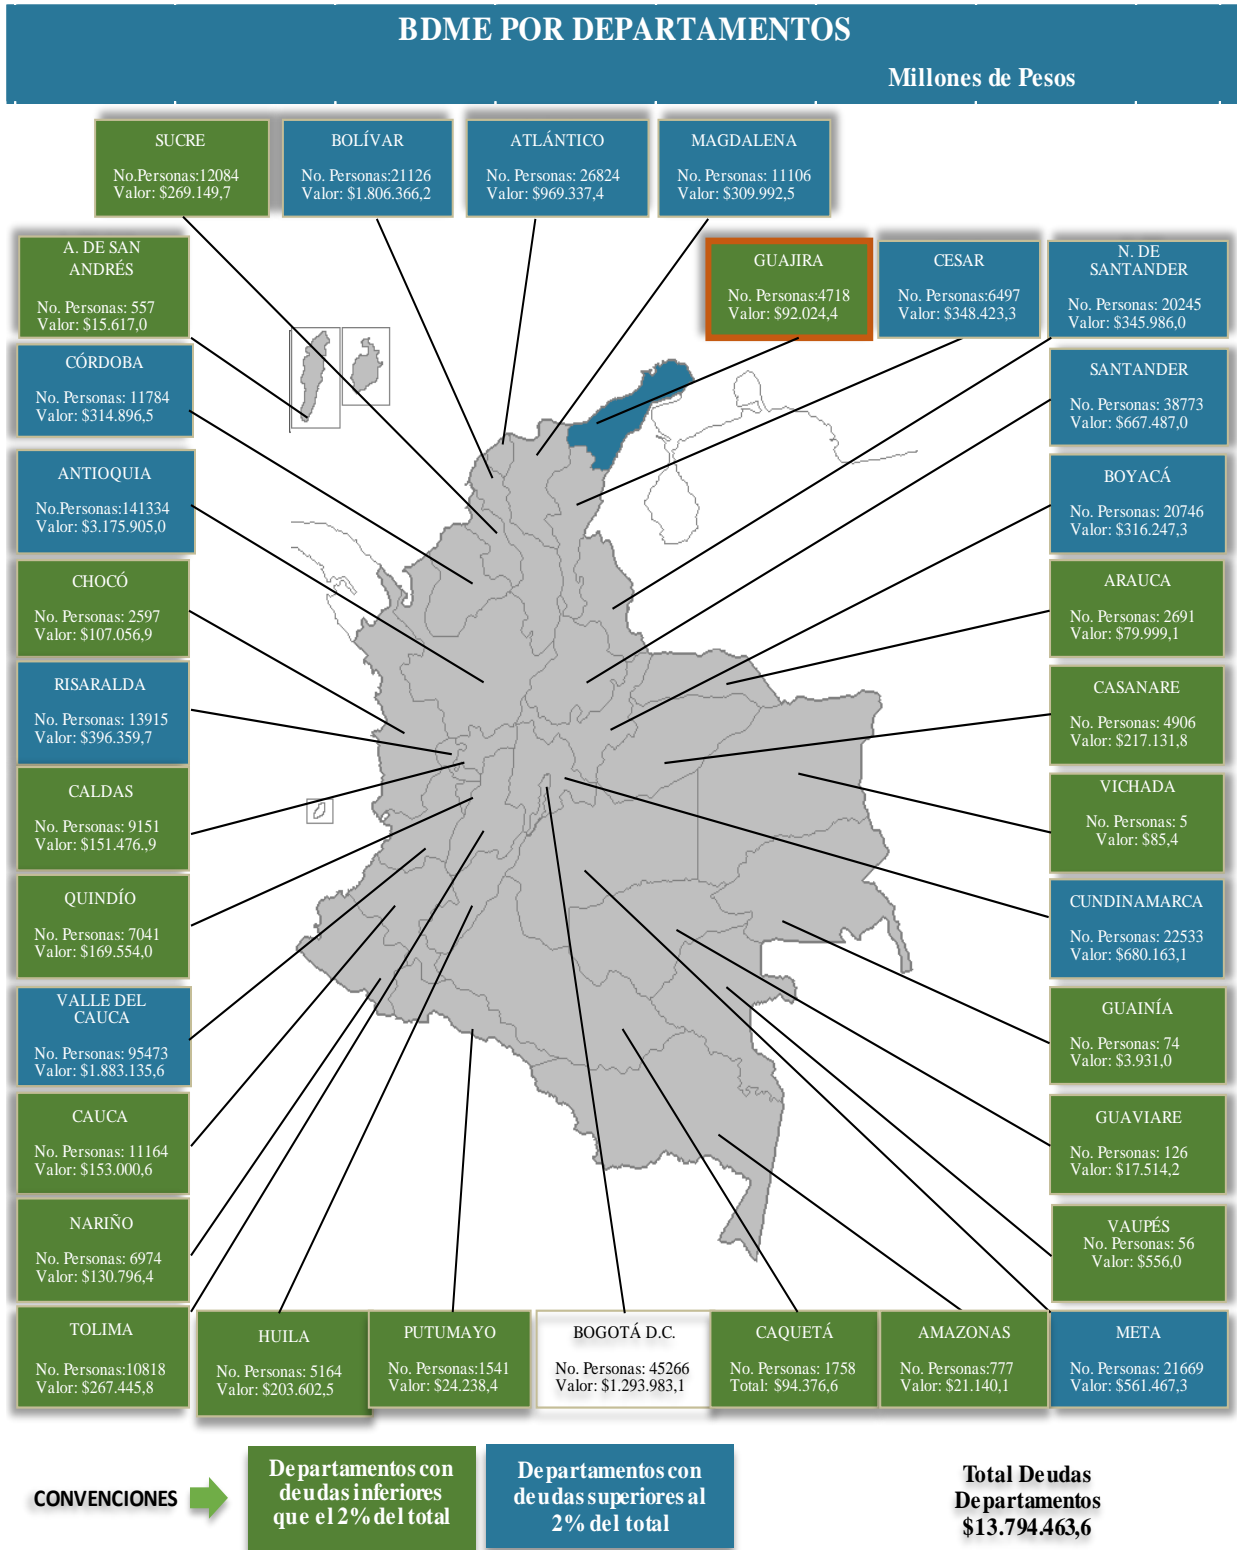 BDME POR DEPARTAMENTOS
Millones de Pesos
SUCRE
No.Personas:12084
Valor: $269.149,7
BOLÍVAR
No. Personas:21126
Valor: $1.806.366,2
ATLÁNTICO
No. Personas: 26824
Valor: $969.337,4
MAGDALENA
No. Personas: 11106
Valor: $309.992,5
A. DE SAN
ANDRÉS
No. Personas: 557
Valor: $15.617,0
GUAJIRA
No. Personas:4718
Valor: $92.024,4
CESAR
No. Personas:6497
Valor: $348.423,3
N. DE
SANTANDER
No. Personas: 20245
Valor: $345.986,0
CÓRDOBA
No. Personas: 11784
Valor: $314.896,5
SANTANDER
No. Personas: 38773
Valor: $667.487,0
ANTIOQUIA
No.Personas:141334
Valor: $3.175.905,0
BOYACÁ
No. Personas: 20746
Valor: $316.247,3
CHOCÓ
No. Personas: 2597
Valor: $107.056,9
ARAUCA
No. Personas: 2691
Valor: $79.999,1
RISARALDA
No. Personas: 13915
Valor: $396.359,7
CASANARE
No. Personas: 4906
Valor: $217.131,8
CALDAS
No. Personas: 9151
Valor: $151.476.,9
VICHADA
No. Personas: 5
Valor: $85,4
QUINDÍO
No. Personas: 7041
Valor: $169.554,0
CUNDINAMARCA
No. Personas: 22533
Valor: $680.163,1
VALLE DEL
CAUCA
No. Personas: 95473
Valor: $1.883.135,6
GUAINÍA
No. Personas: 74
Valor: $3.931,0
CAUCA
No. Personas: 11164
Valor: $153.000,6
GUAVIARE
No. Personas: 126
Valor: $17.514,2
NARIÑO
No. Personas: 6974
Valor: $130.796,4
VAUPÉS
No. Personas: 56
Valor: $556,0
TOLIMA
No. Personas:10818
Valor: $267.445,8
HUILA
No. Personas: 5164
Valor: $203.602,5
PUTUMAYO
No. Personas:1541
Valor: $24.238,4
BOGOTÁ D.C.
No. Personas: 45266
Valor: $1.293.983,1
CAQUETÁ
No. Personas: 1758
Total: $94.376,6
AMAZONAS
No. Personas:777
Valor: $21.140,1
META
No. Personas: 21669
Valor: $561.467,3
CONVENCIONES
Departamentos con
deudas inferiores
que el 2% del total
Departamentos con
deudas superiores al
2% del total
Total Deudas
Departamentos
$13.794.463,6